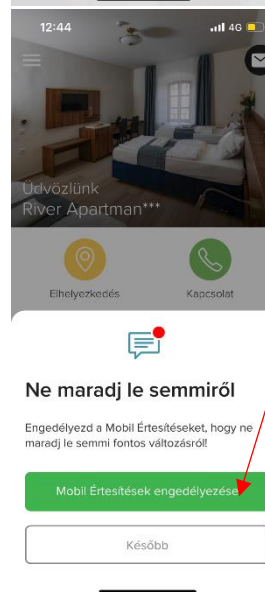 12:44
4G
Üdvözlünk
River Apartman***
Elhelyezkedés
Kapcsolat
Ne maradj le semmiről
Engedélyezd a Mobil Értesítéseket, hogy ne
maradj le semmi fontos változásról!
Mobil Értesítések engedélyezése
Később